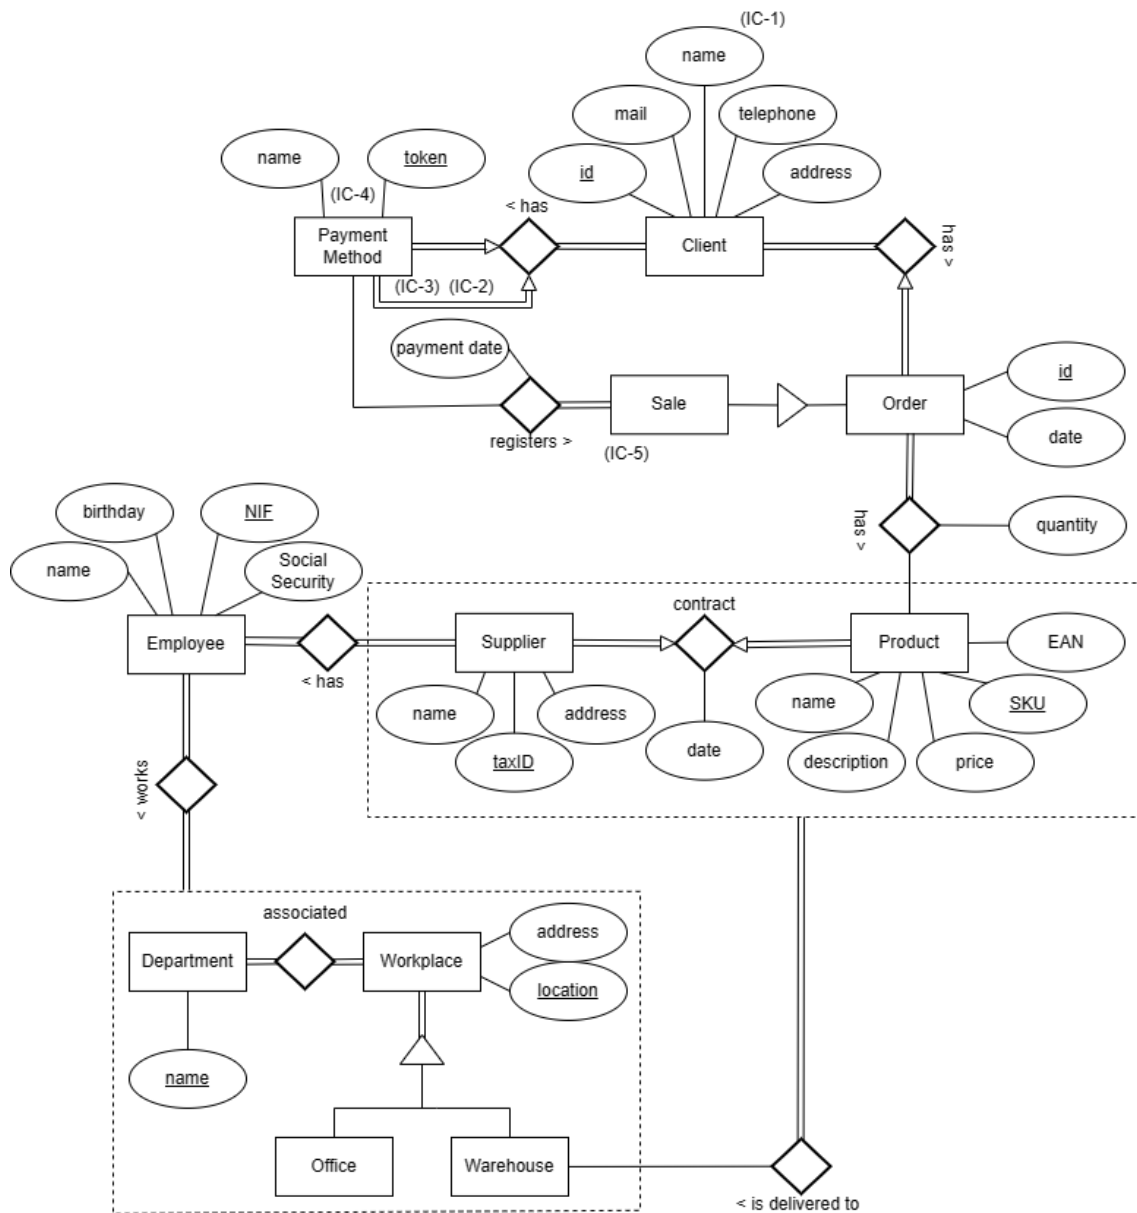 (IC-1)
name
mail
telephone
name
token
id
address
(IC-4)
< has
Payment
Method
Client
has >
(IC-3) (IC-2)
payment date
id
Sale
Order
registers >
(IC-5)
date
birthday
NIF
has >
quantity
name
Social
Security
contract
Employee
Supplier
Product
EAN
< has
name
address
name
SKU
taxID
date
description
price
< works
associated
address
Department
Workplace
location
name
Office
Warehouse
< is delivered to